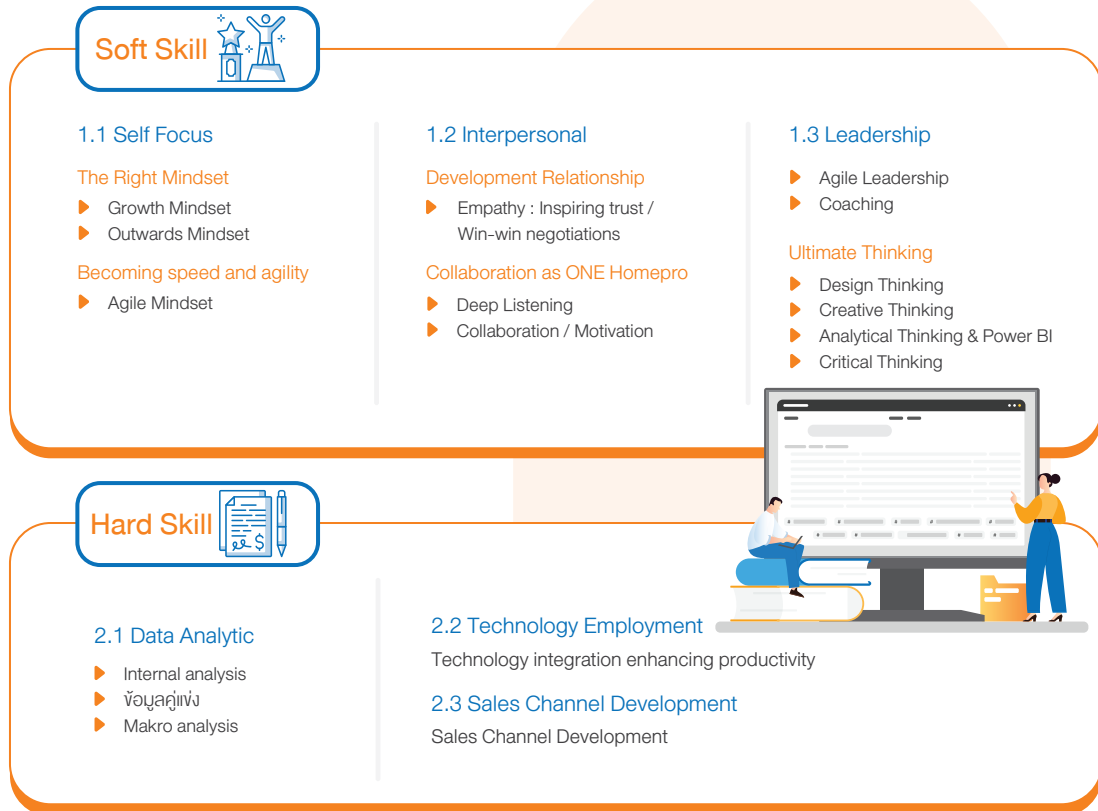 Soft Skill
1.1 Self Focus
The Right Mindset
Growth Mindset
Outwards Mindset
Becoming speed and agility
Agile Mindset
1.2 Interpersonal
Development Relationship
Empathy : Inspiring trust /
Win-win negotiations
Collaboration as ONE Homepro
Deep Listening
Collaboration / Motivation
1.3 Leadership
Agile Leadership
Coaching
Ultimate Thinking
Design Thinking
Creative Thinking
Analytical Thinking & Power BI
Critical Thinking
Hard Skill
2.1 Data Analytic
Internal analysis
ข้อมูลคู่แข่ง
Makro analysis
2.2 Technology Employment
Technology integration enhancing productivity
2.3 Sales Channel Development
Sales Channel Development